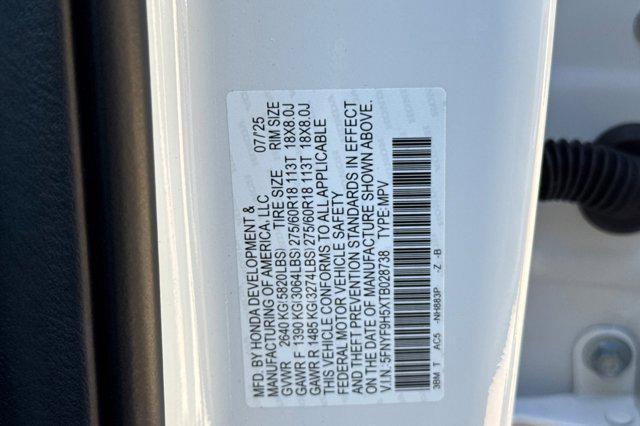 MFD. BY HONDA DEVELOPMENT &
MANUFACTURING OF AMERICA, LLC 07/'25
GVWR 2640 KG(5820LBS) TIRE SIZE RIM SIZE
GAWR F 1390 KG(3064LBS) 275/60R18 113T 18X8.0J
GAWR R 1485 KG(3274LBS) 275/60R18 113T 18X8.0J
THIS VEHICLE CONFORMS TO ALL APPLICABLE
FEDERAL MOTOR VEHICLE SAFETY
AND THEFT PREVENTION STANDARDS IN EFFECT
ON THE DATE OF MANUFACTURE SHOWN ABOVE.
V.I.N.: 5FNYF9H5XTB028738 TYPE: MPV
3BM T AC5 -NH883P -Z -B